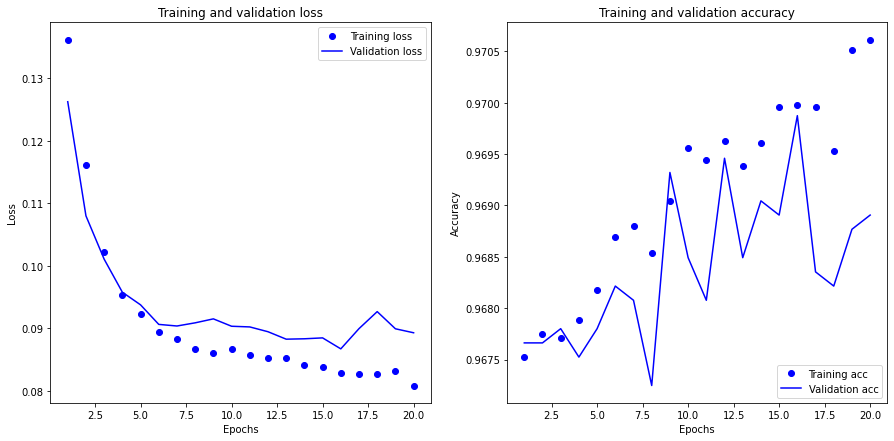 Training and validation loss
Training loss
Validation loss
0.13
0.12
0.11
0.10
0.09
0.08
Loss
2.5 5.0 7.5 10.0 12.5 15.0 17.5 20.0
Epochs
Training and validation accuracy
0.9705
0.9700
0.9695
0.9690
0.9685
0.9680
0.9675
Accuracy
Training acc
Validation acc
2.5 5.0 7.5 10.0 12.5 15.0 17.5 20.0
Epochs